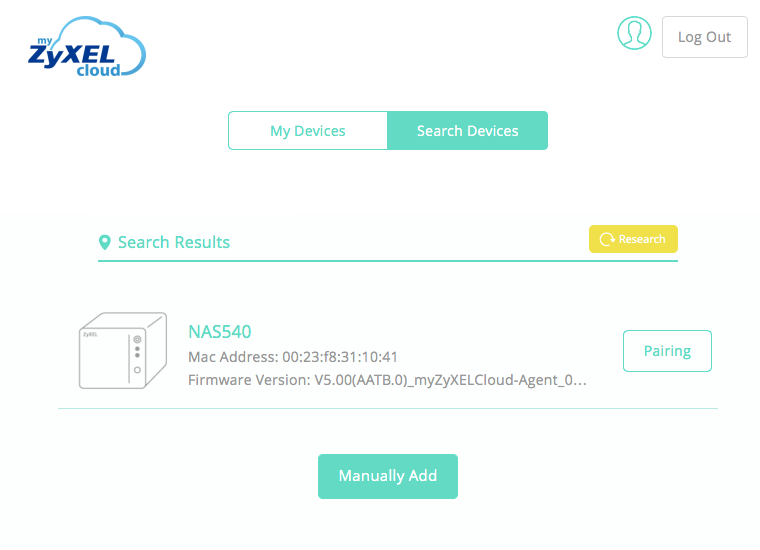 my
ZyXEL
cloud
Log Out
My Devices
Search Devices
Search Results
Research
ZyXEL
NAS540
Mac Address: 00:23:f8:31:10:41
Firmware Version: V5.00(AATB.0)_myZyXELCloud-Agent_0...
Pairing
Manually Add